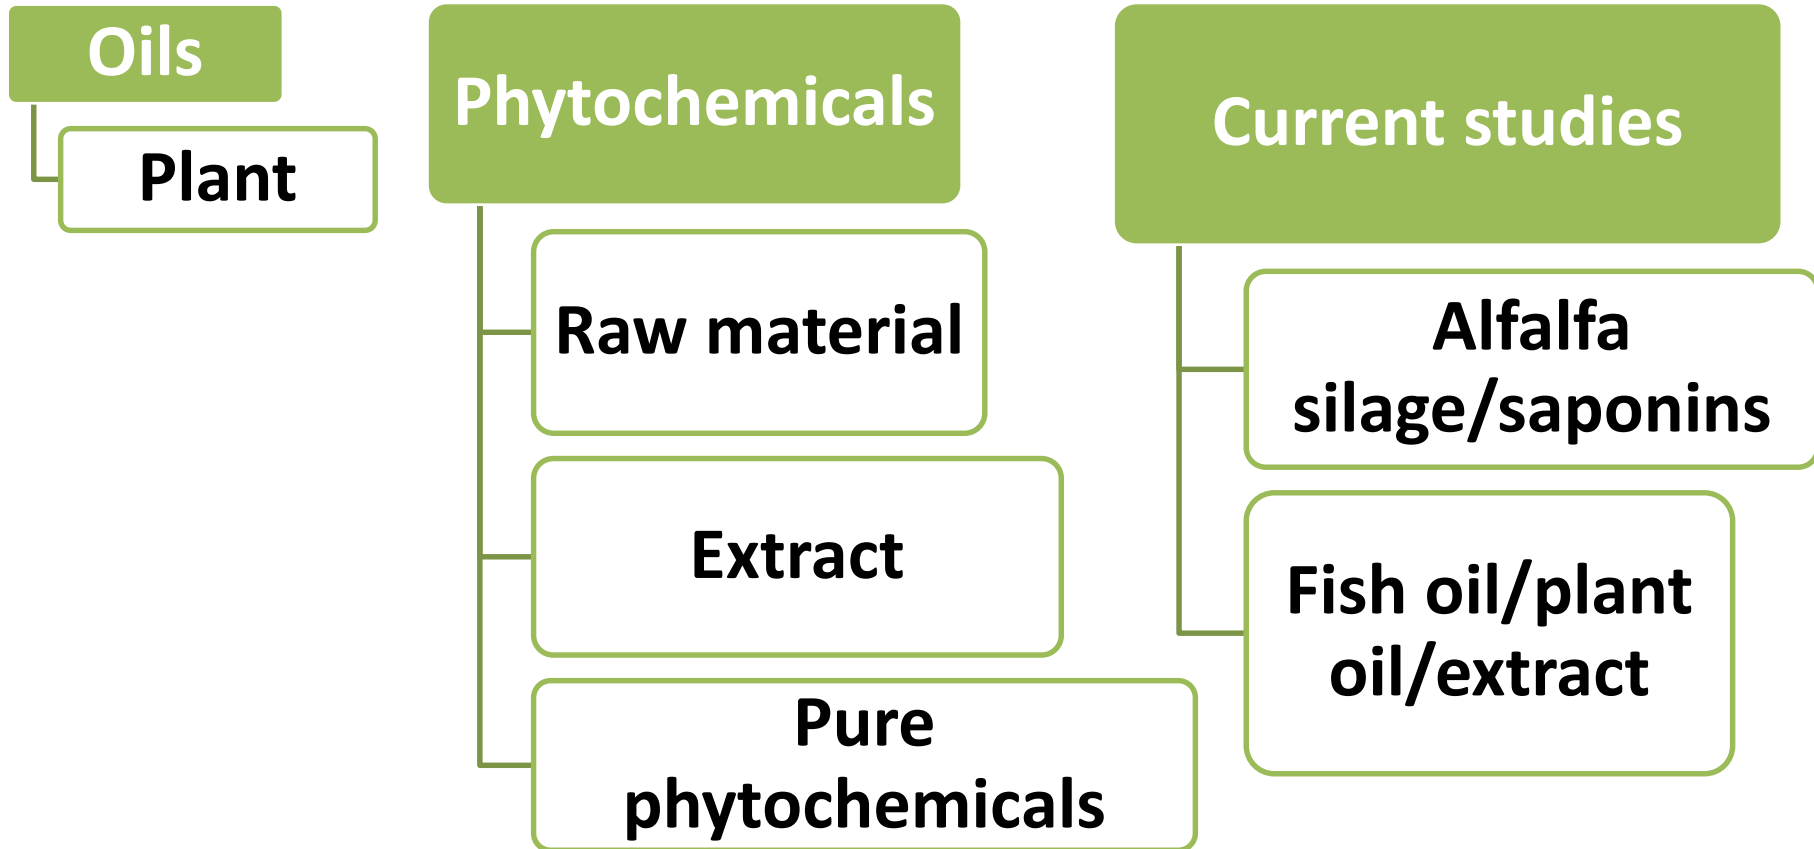 Oils
Plant
Phytochemicals
Raw material
Extract
Pure
phytochemicals
Current studies
Alfalfa
silage/saponins
Fish oil/plant
oil/extract